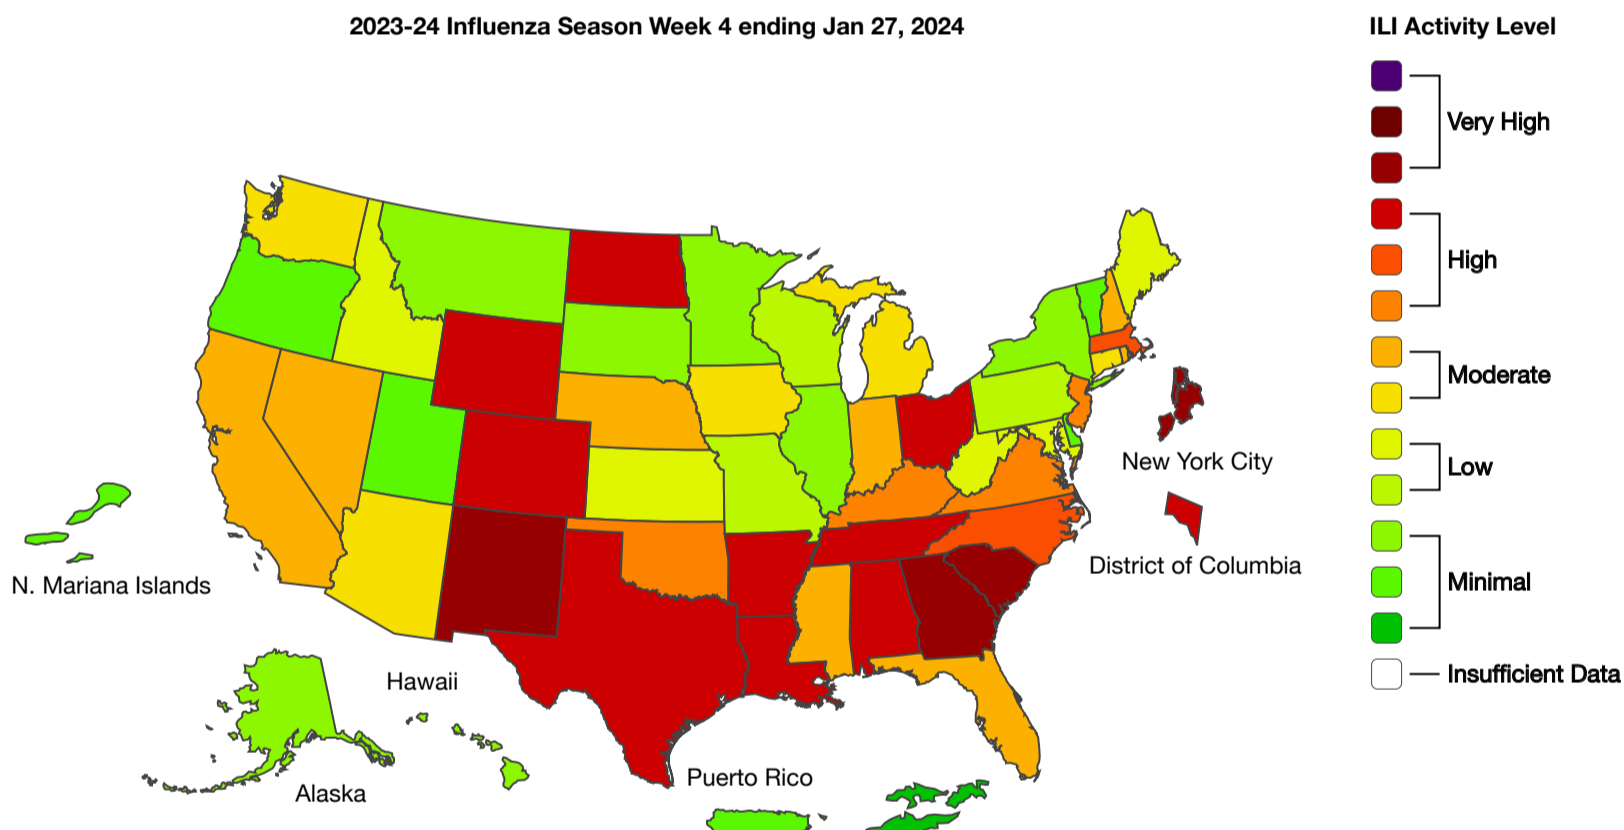 2023-24 Influenza Season Week 4 ending Jan 27, 2024
ILI Activity Level
Very High
High
Moderate
Low
Minimal
Insufficient Data
New York City
District of Columbia
N. Mariana Islands
Hawaii
Alaska
Puerto Rico